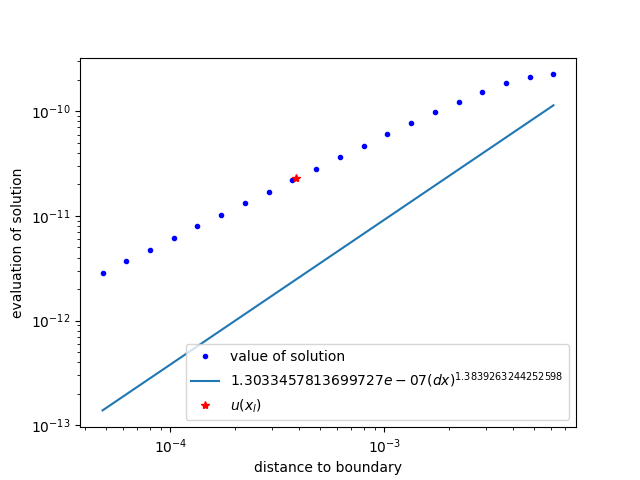 10⁻¹⁰
10⁻¹¹
10⁻¹²
10⁻¹³
evaluation of solution
value of solution
1.3033457813699727e − 07(dx)^1.3839263244252598
u(x_l)
10⁻⁴
10⁻³
distance to boundary